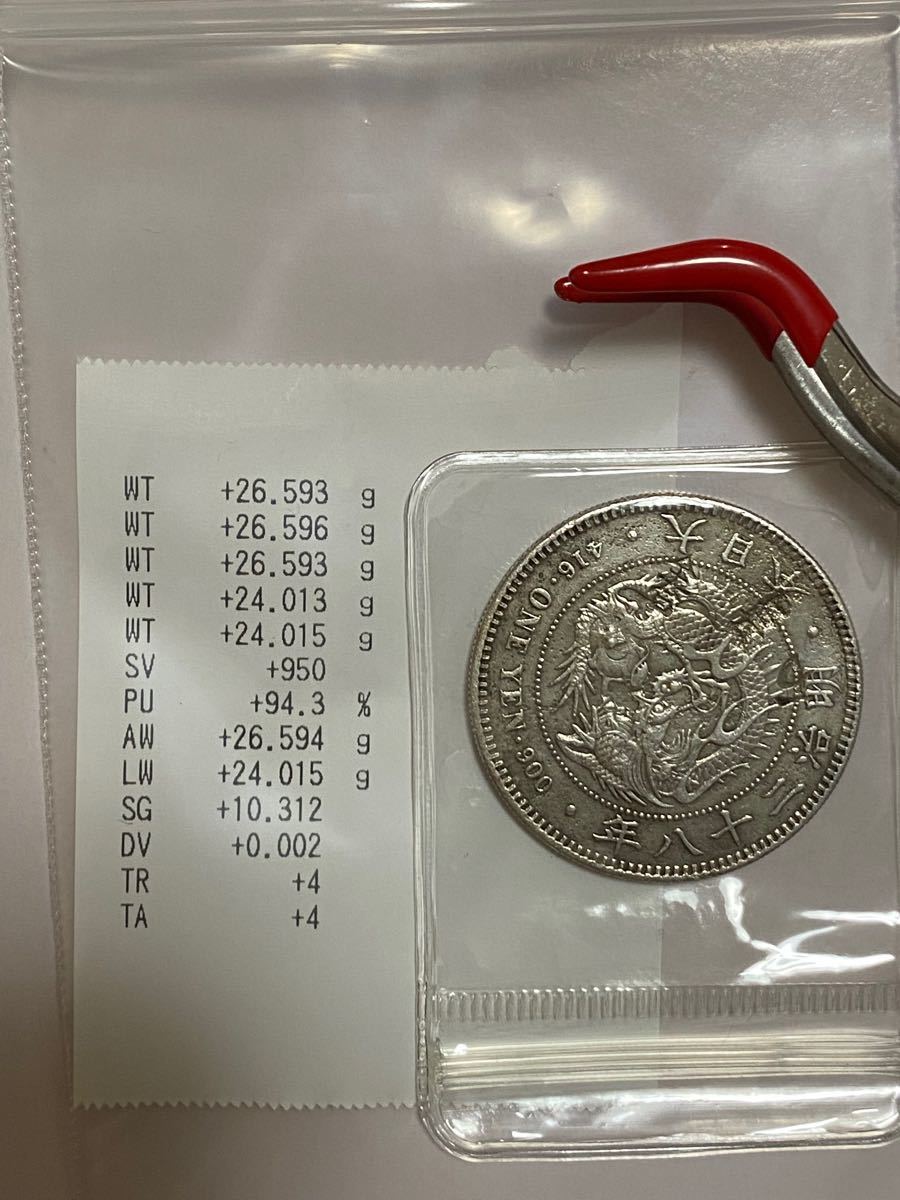 WT +26.593 g
WT +26.596 g
WT +26.593 g
WT +24.013 g
WT +24.015 g
SV +950
PU +94.3 %
AW +26.594 g
LW +24.015 g
SG +10.312
DV +0.002
TR +4
TA +4
大日本・明治二十八年・
416・ONE YEN・900